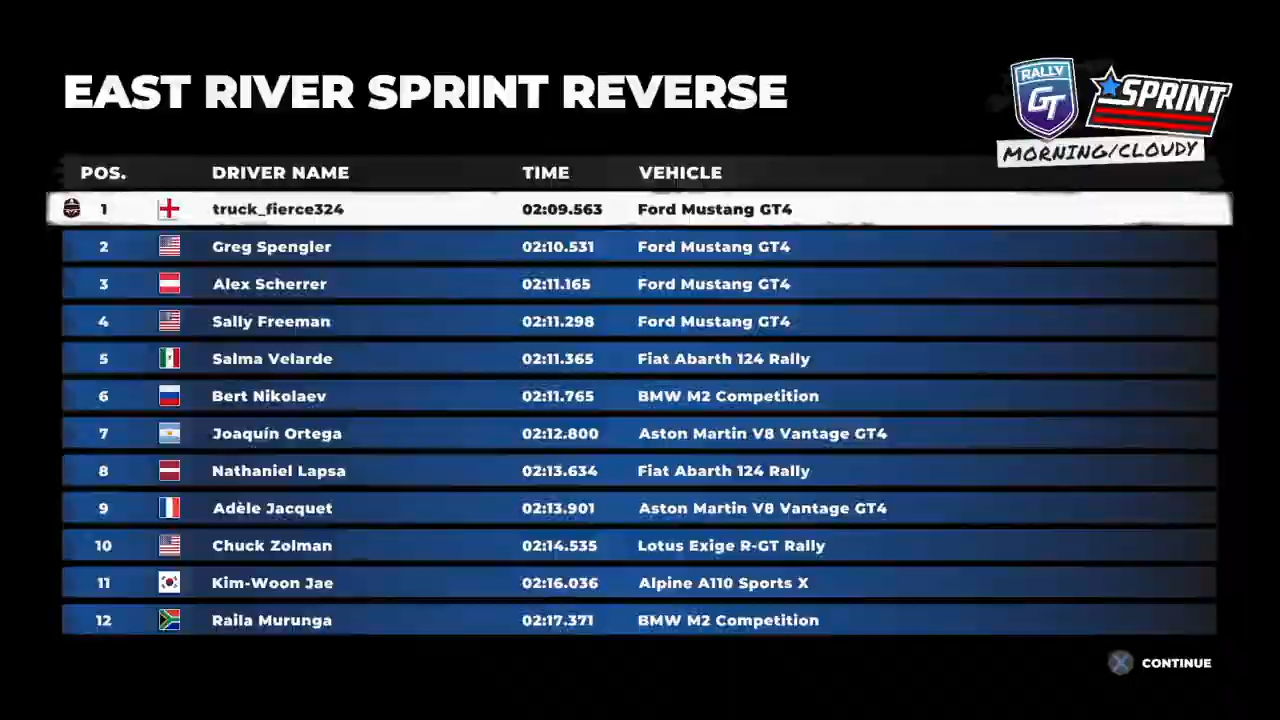 EAST RIVER SPRINT REVERSE
RALLY
GT
SPRINT
MORNING/CLOUDY
POS. DRIVER NAME TIME VEHICLE
1 truck_fierce324 02:09.563 Ford Mustang GT4
2 Greg Spengler 02:10.531 Ford Mustang GT4
3 Alex Scherrer 02:11.165 Ford Mustang GT4
4 Sally Freeman 02:11.298 Ford Mustang GT4
5 Salma Velarde 02:11.365 Fiat Abarth 124 Rally
6 Bert Nikolaev 02:11.765 BMW M2 Competition
7 Joaquín Ortega 02:12.800 Aston Martin V8 Vantage GT4
8 Nathaniel Lapsa 02:13.634 Fiat Abarth 124 Rally
9 Adèle Jacquet 02:13.901 Aston Martin V8 Vantage GT4
10 Chuck Zolman 02:14.535 Lotus Exige R-GT Rally
11 Kim-Woon Jae 02:16.036 Alpine A110 Sports X
12 Raila Murunga 02:17.371 BMW M2 Competition
CONTINUE